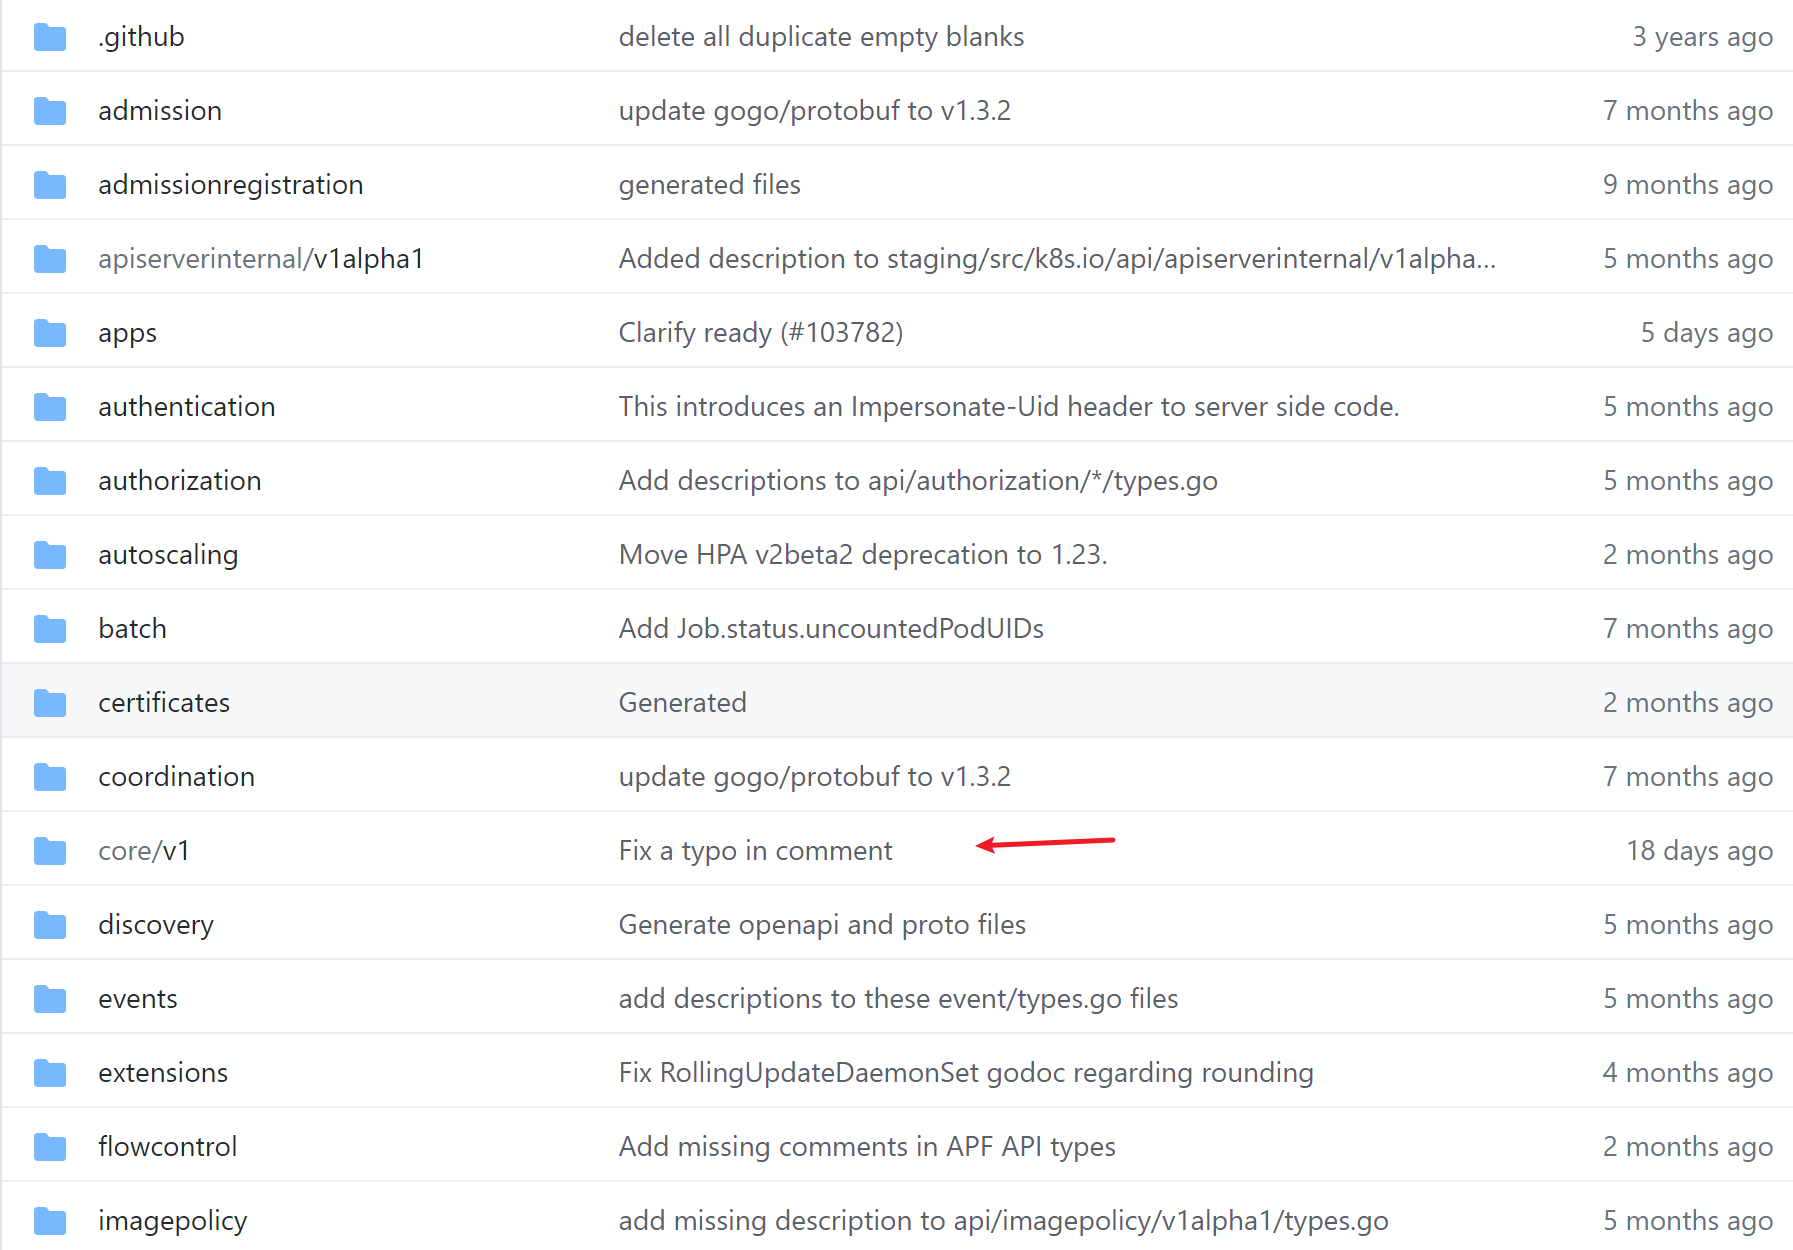 .github delete all duplicate empty blanks 3 years ago
admission update gogo/protobuf to v1.3.2 7 months ago
admissionregistration generated files 9 months ago
apiserverinternal/v1alpha1 Added description to staging/src/k8s.io/api/apiserverinternal/v1alpha... 5 months ago
apps Clarify ready (#103782) 5 days ago
authentication This introduces an Impersonate-Uid header to server side code. 5 months ago
authorization Add descriptions to api/authorization/*/types.go 5 months ago
autoscaling Move HPA v2beta2 deprecation to 1.23. 2 months ago
batch Add Job.status.uncountedPodUIDs 7 months ago
certificates Generated 2 months ago
coordination update gogo/protobuf to v1.3.2 7 months ago
core/v1 Fix a typo in comment 18 days ago
discovery Generate openapi and proto files 5 months ago
events add descriptions to these event/types.go files 5 months ago
extensions Fix RollingUpdateDaemonSet godoc regarding rounding 4 months ago
flowcontrol Add missing comments in APF API types 2 months ago
imagepolicy add missing description to api/imagepolicy/v1alpha1/types.go 5 months ago